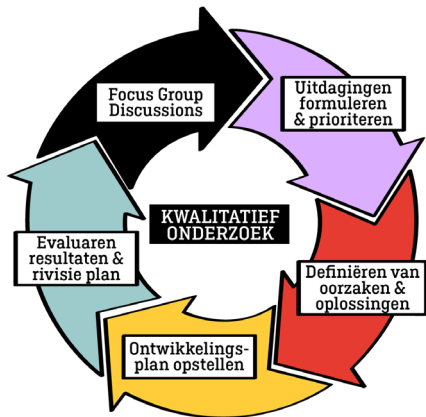 Focus Group
Discussions
Uitdagingen
formuleren
& prioriteren
KWALITATIEF
ONDERZOEK
Definiëren van
oorzaken &
oplossingen
Ontwikkelings-
plan opstellen
Evaluaren
resultaten &
rivisie plan